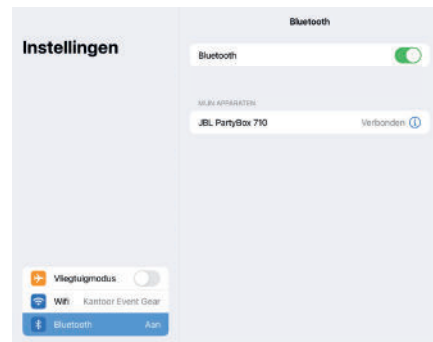 Instellingen
Vliegtuigmodus
Wifi Kantoor Event Gear
Bluetooth Aan
Bluetooth
Bluetooth
MIJN APPARATEN
JBL PartyBox 710 Verbonden